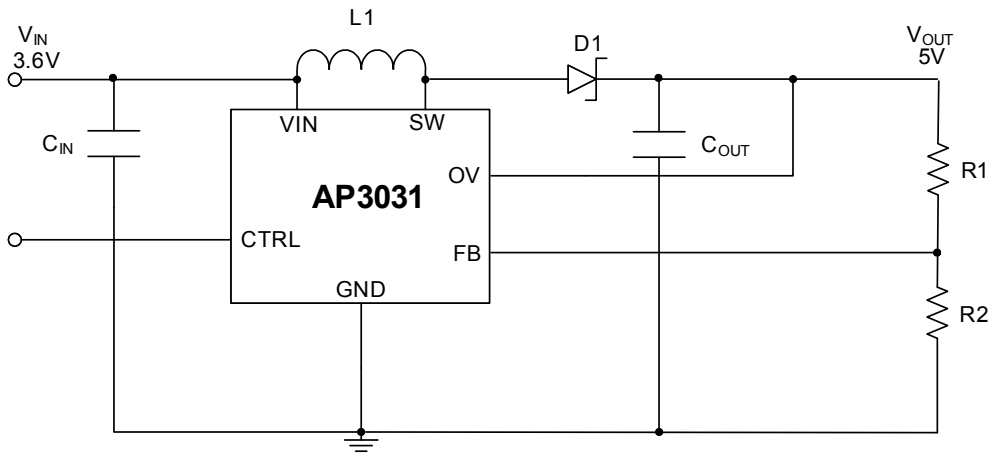 L1
V_IN
3.6V
D1
V_OUT
5V
VIN
SW
C_IN
C_OUT
OV
R1
AP3031
CTRL
FB
GND
R2